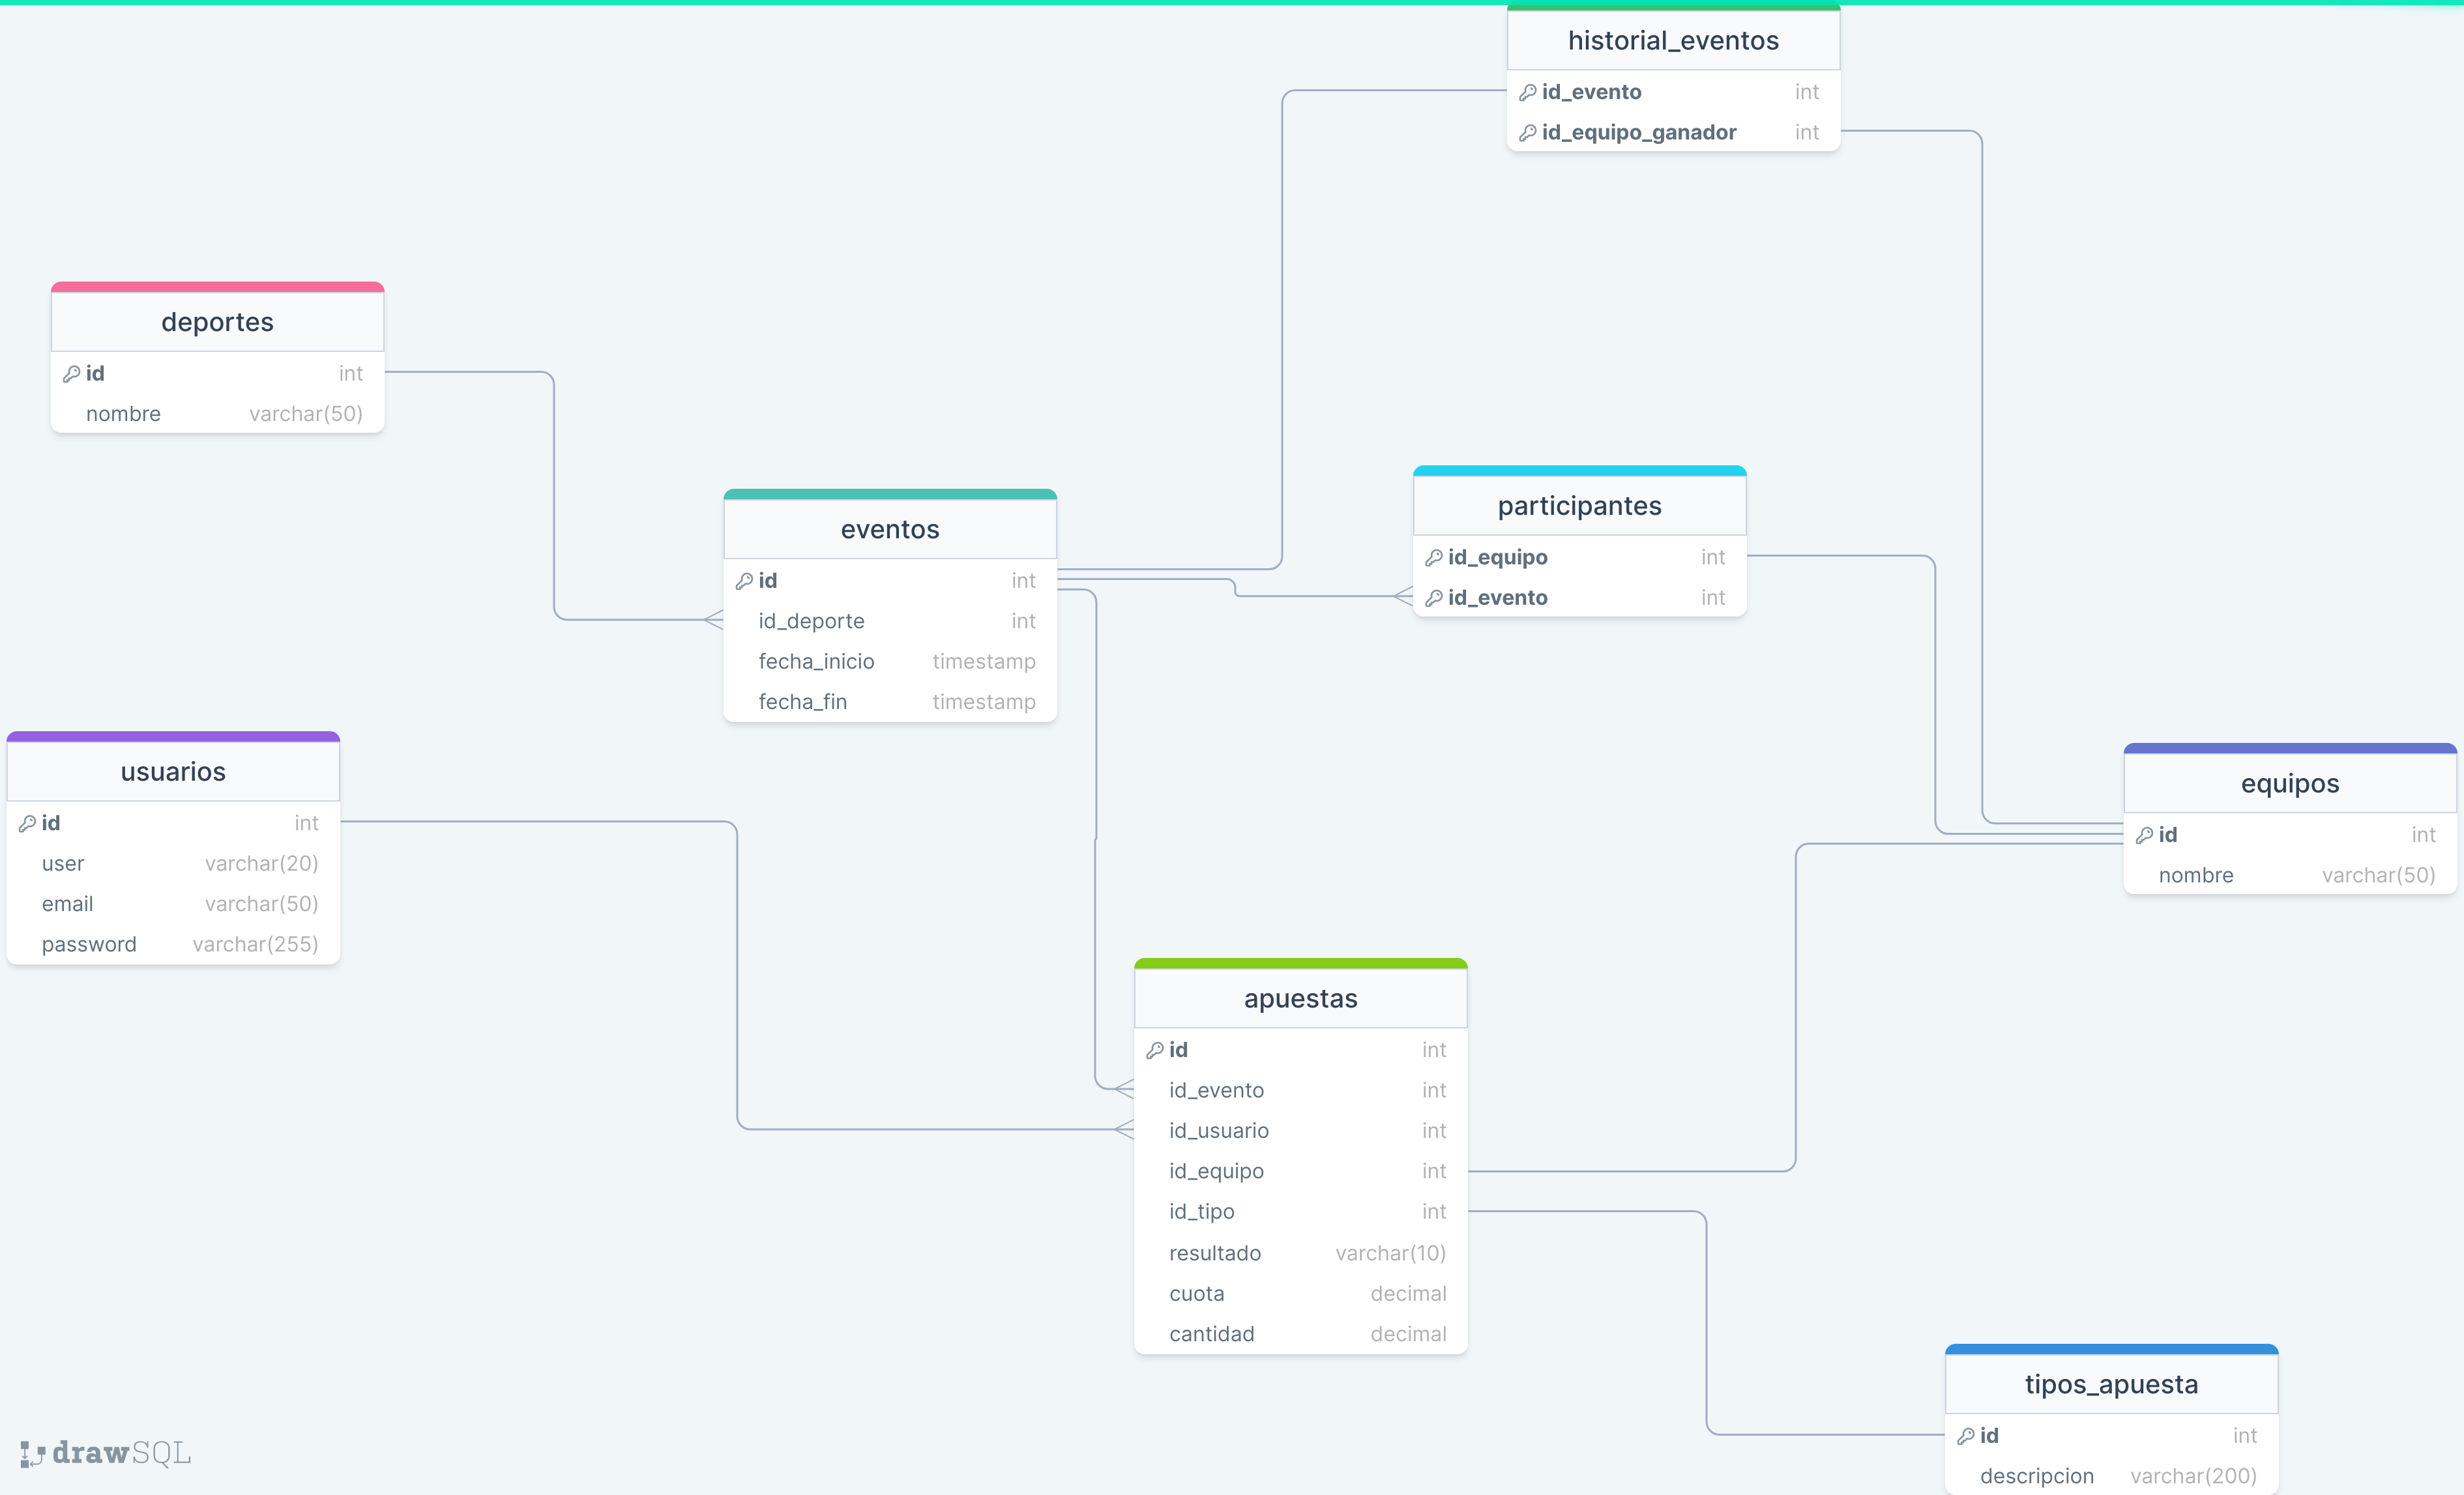 historial_eventos
id_evento int
id_equipo_ganador int
deportes
id int
nombre varchar(50)
participantes
id_equipo int
id_evento int
eventos
id int
id_deporte int
fecha_inicio timestamp
fecha_fin timestamp
usuarios
id int
user varchar(20)
email varchar(50)
password varchar(255)
equipos
id int
nombre varchar(50)
apuestas
id int
id_evento int
id_usuario int
id_equipo int
id_tipo int
resultado varchar(10)
cuota decimal
cantidad decimal
tipos_apuesta
id int
descripcion varchar(200)
drawSQL